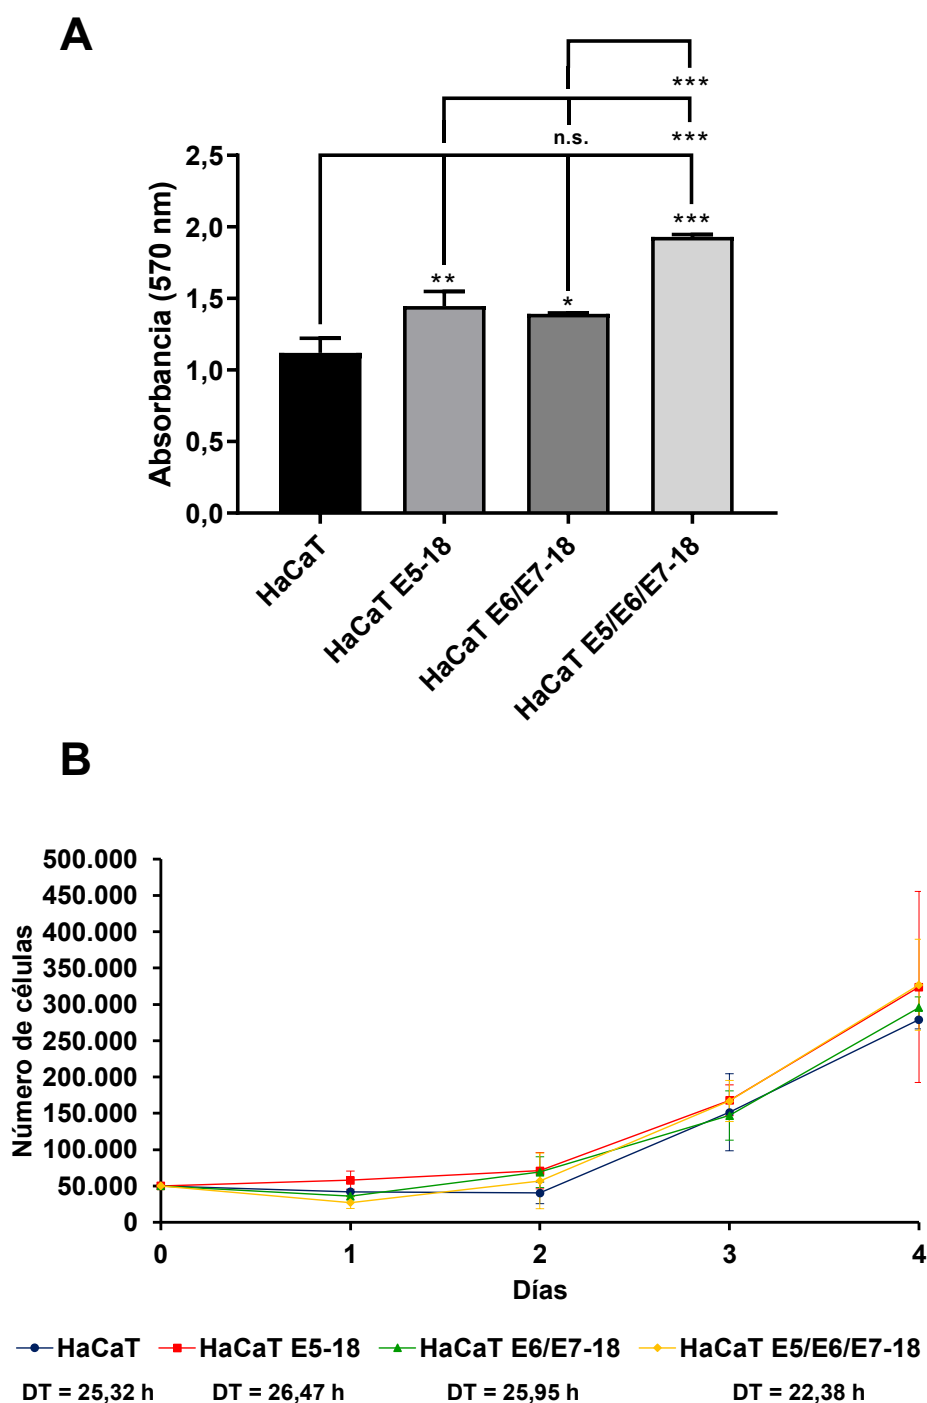 A
***
n.s.
***
2,5
2,0
1,5
1,0
0,5
0,0
Absorbancia (570 nm)
***
**
*
HaCaT
HaCaT E5-18
HaCaT E6/E7-18
HaCaT E5/E6/E7-18
B
500.000
450.000
400.000
350.000
300.000
250.000
200.000
150.000
100.000
50.000
0
Número de células
0 1 2 3 4
Días
HaCaT HaCaT E5-18 HaCaT E6/E7-18 HaCaT E5/E6/E7-18
DT = 25,32 h DT = 26,47 h DT = 25,95 h DT = 22,38 h